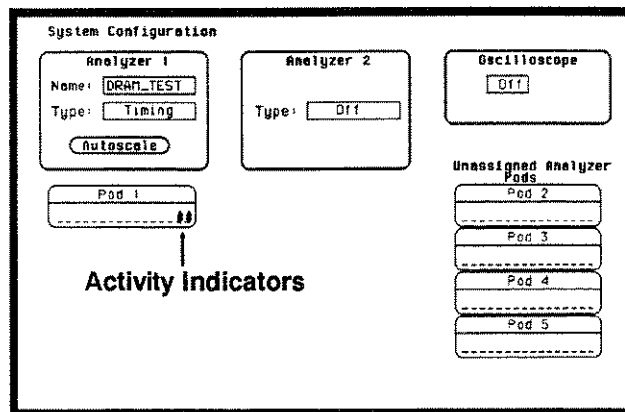 System Configuration
Analyzer 1
Name: DRAM_TEST
Type: Timing
Autoscale
Analyzer 2
Type: Off
Oscilloscope
Off
Pod 1
Activity Indicators
Unassigned Analyzer
Pods
Pod 2
Pod 3
Pod 4
Pod 5